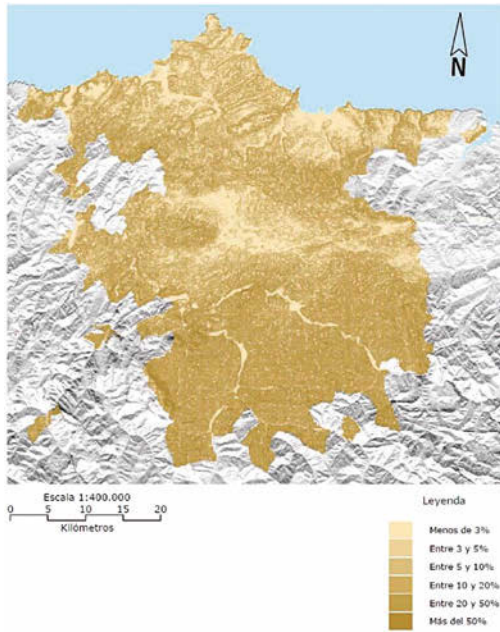 N
Escala 1:400.000
0 5 10 15 20
Kilómetros
Leyenda
Menos de 3%
Entre 3 y 5%
Entre 5 y 10%
Entre 10 y 20%
Entre 20 y 50%
Más del 50%